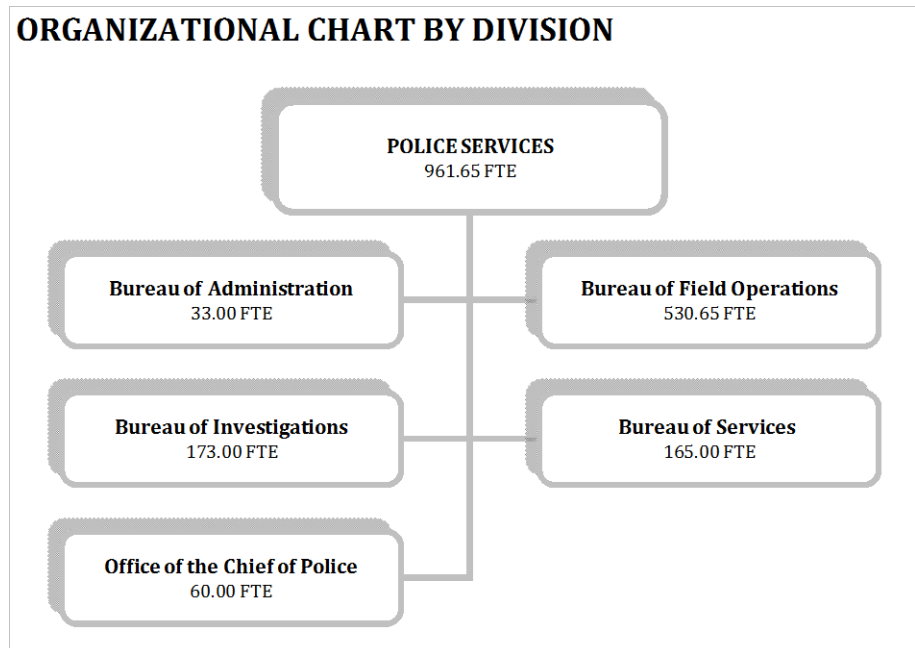 ORGANIZATIONAL CHART BY DIVISION
POLICE SERVICES
961.65 FTE
Bureau of Administration
33.00 FTE
Bureau of Field Operations
530.65 FTE
Bureau of Investigations
173.00 FTE
Bureau of Services
165.00 FTE
Office of the Chief of Police
60.00 FTE